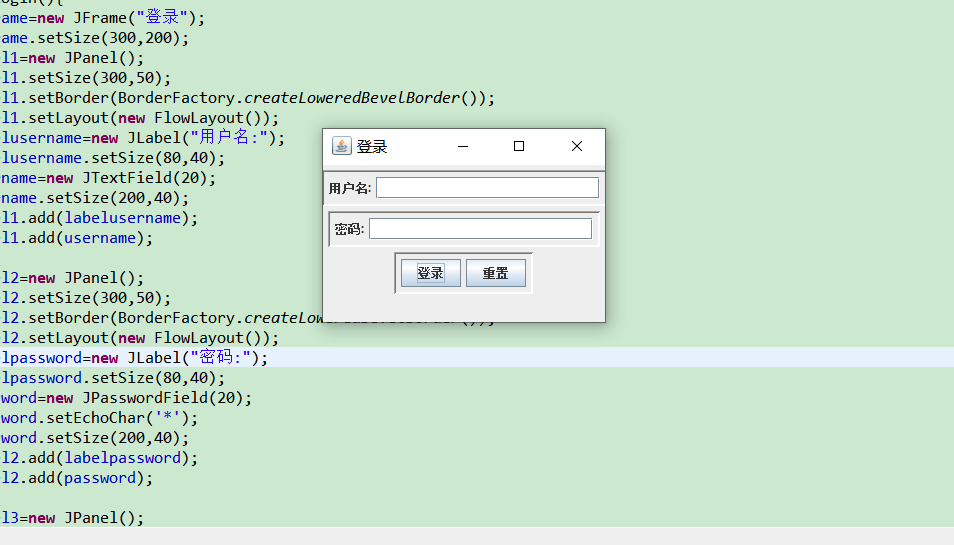 ogin(){
ame=new JFrame("登录");
ame.setSize(300,200);
l1=new JPanel();
l1.setSize(300,50);
l1.setBorder(BorderFactory.createLoweredBevelBorder());
l1.setLayout(new FlowLayout());
lusername=new JLabel("用户名:");
lusername.setSize(80,40);
name=new JTextField(20);
name.setSize(200,40);
l1.add(labelusername);
l1.add(username);
l2=new JPanel();
l2.setSize(300,50);
l2.setBorder(BorderFactory.createLoweredBevelBorder());
l2.setLayout(new FlowLayout());
lpassword=new JLabel("密码:");
lpassword.setSize(80,40);
word=new JPasswordField(20);
word.setEchoChar('*');
word.setSize(200,40);
l2.add(labelpassword);
l2.add(password);
l3=new JPanel();
登录
用户名:
密码:
登录 重置